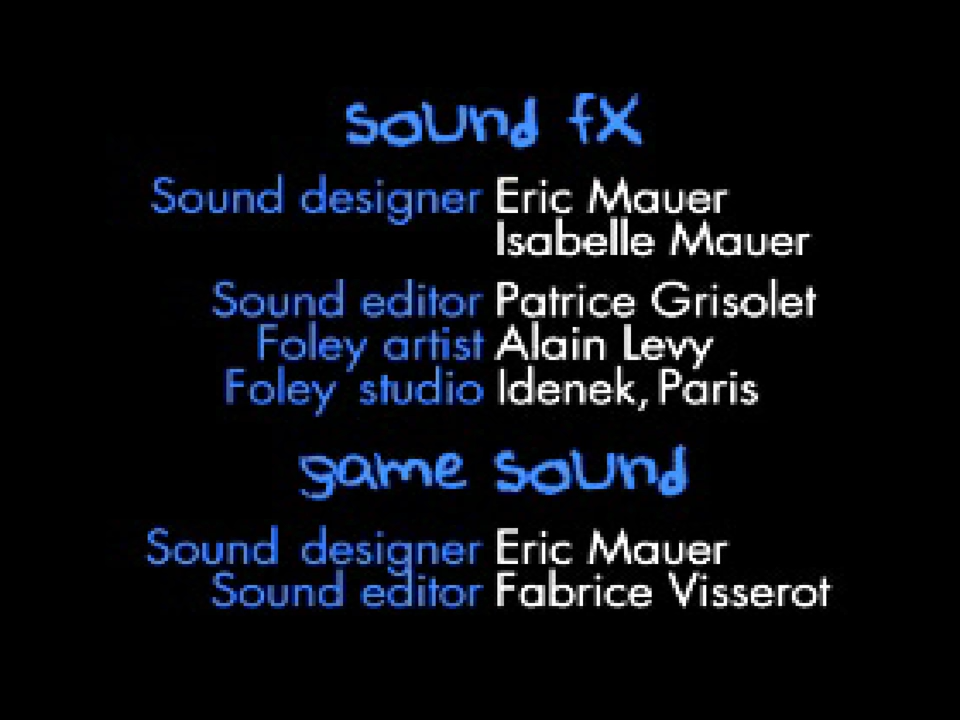 sound fX
Sound designer Eric Mauer
Isabelle Mauer
Sound editor Patrice Grisolet
Foley artist Alain Levy
Foley studio Idenek, Paris
game sound
Sound designer Eric Mauer
Sound editor Fabrice Visserot